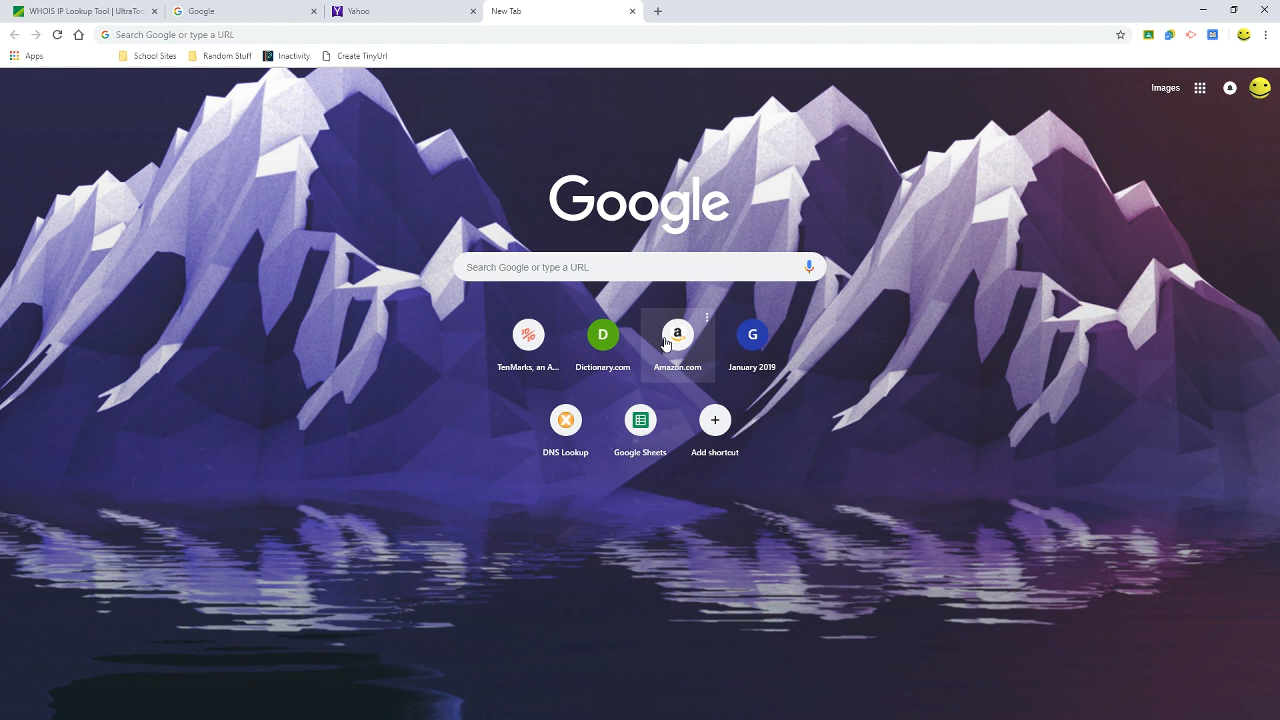 WHOIS IP Lookup Tool | UltraToo
Google
Yahoo
New Tab
Search Google or type a URL
Apps
School Sites
Random Stuff
Inactivity
Create TinyUrl
Images
Google
Search Google or type a URL
TenMarks, an A...
Dictionary.com
Amazon.com
January 2019
DNS Lookup
Google Sheets
Add shortcut